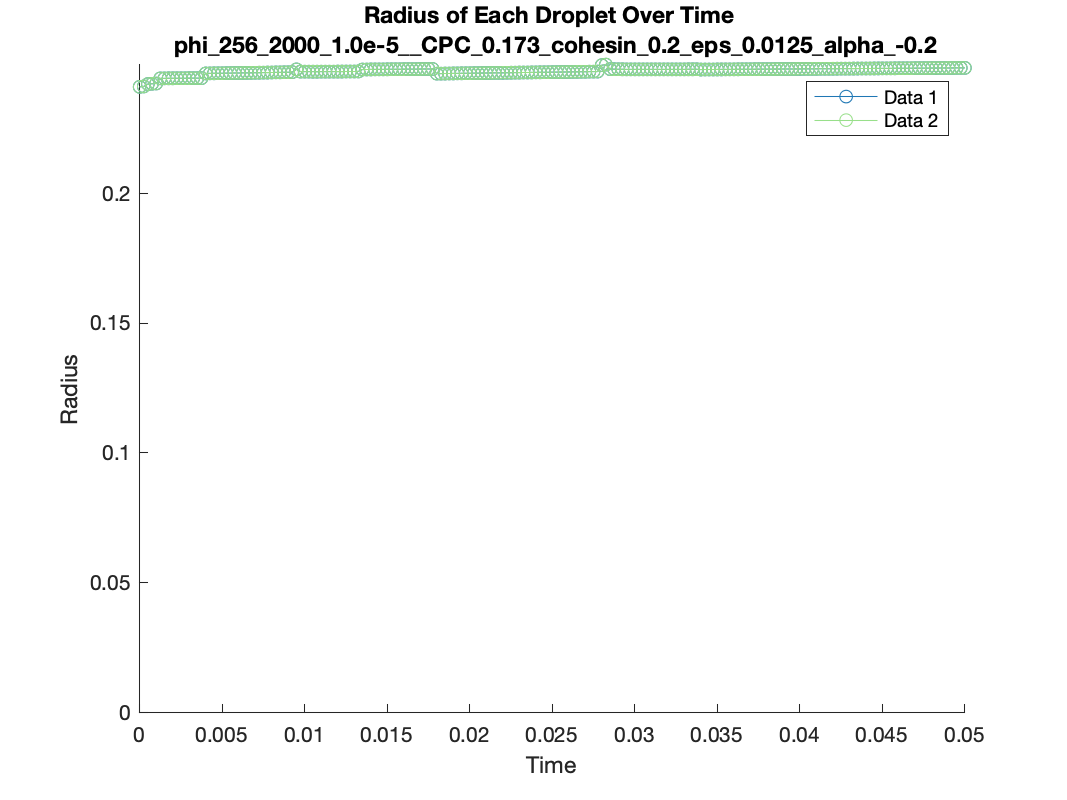 Radius of Each Droplet Over Time
phi_256_2000_1.0e-5__CPC_0.173_cohesin_0.2_eps_0.0125_alpha_-0.2
Data 1
Data 2
0.2
0.15
0.1
0.05
0
Radius
0 0.005 0.01 0.015 0.02 0.025 0.03 0.035 0.04 0.045 0.05
Time